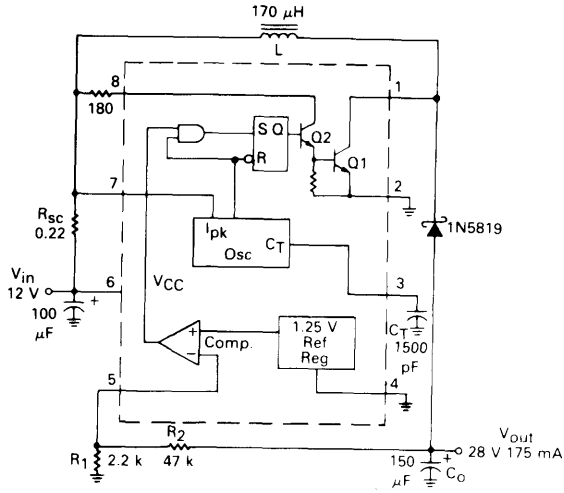 170 μH
L
8
1
180
S Q
Q2
R
Q1
7
2
Rsc
0.22
Ipk
Osc
CT
1N5819
Vin
12 V
6
VCC
3
100
μF
+
+
Comp.
−
1.25 V
Ref
Reg
CT
1500
pF
5
4
R2
47 k
R1
2.2 k
Vout
28 V 175 mA
150
μF
+
CO